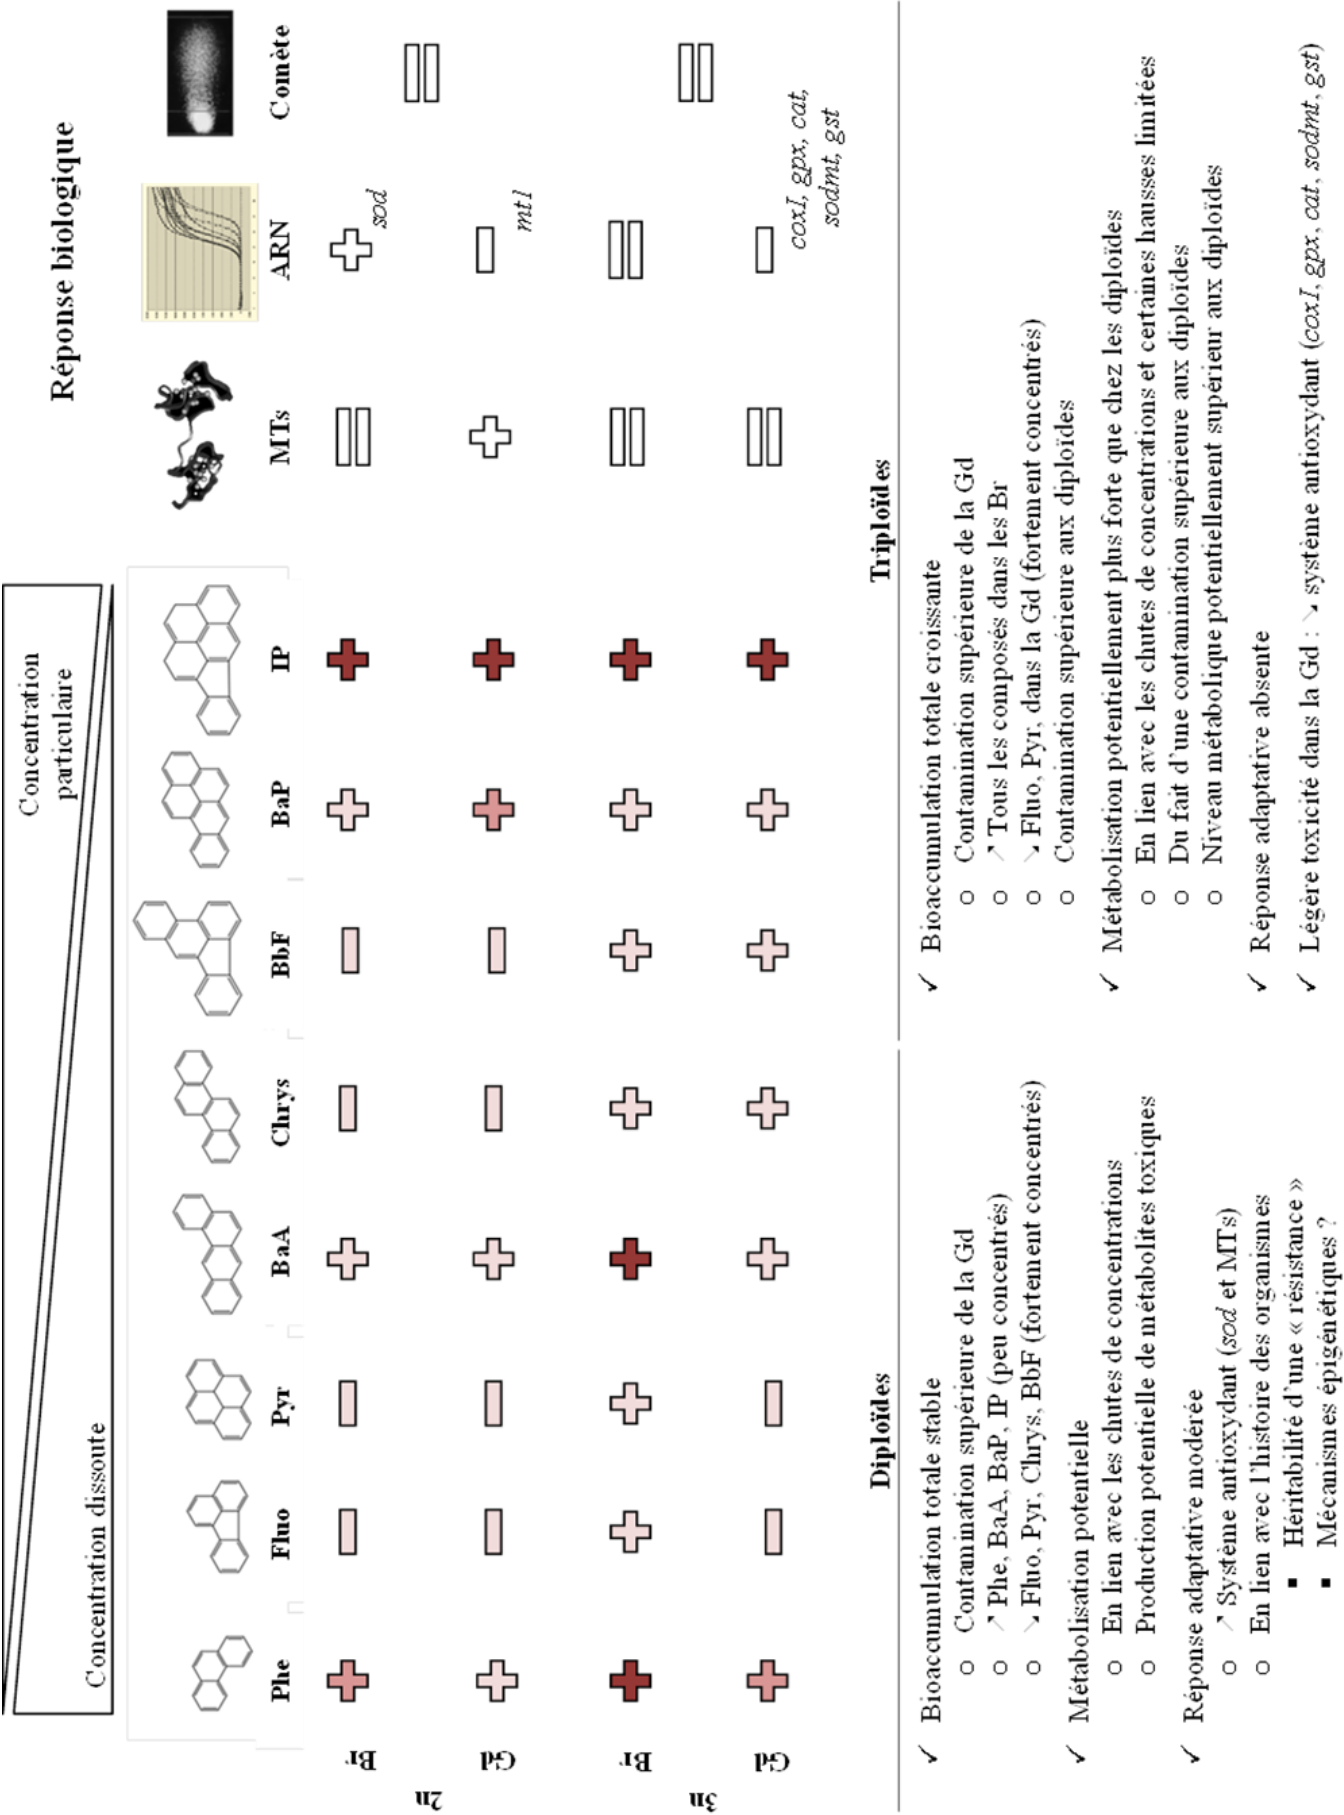 Concentration dissoute
Concentration
particulaire
Réponse biologique
Phe
Fluo
Pyr
BaA
Chrys
BbF
BaP
IP
MTs
ARN
Comète
2n
Br
sod
Gd
mt1
3n
Br
Gd
coxI, gpx, cat,
sodmt, gst
Diploïdes
✓ Bioaccumulation totale stable
o Contamination supérieure de la Gd
o ↗ Phe, BaA, BaP, IP (peu concentrés)
o ↘ Fluo, Pyr, Chrys, BbF (fortement concentrés)
✓ Métabolisation potentielle
o En lien avec les chutes de concentrations
o Production potentielle de métabolites toxiques
✓ Réponse adaptative modérée
o ↗ Système antioxydant (sod et MTs)
o En lien avec l'histoire des organismes
▪ Héritabilité d'une « résistance »
▪ Mécanismes épigénétiques ?
Triploïdes
✓ Bioaccumulation totale croissante
o Contamination supérieure de la Gd
o ↗ Tous les composés dans les Br
o ↘ Fluo, Pyr, dans la Gd (fortement concentrés)
o Contamination supérieure aux diploïdes
✓ Métabolisation potentiellement plus forte que chez les diploïdes
o En lien avec les chutes de concentrations et certaines hausses limitées
o Du fait d'une contamination supérieure aux diploïdes
o Niveau métabolique potentiellement supérieur aux diploïdes
✓ Réponse adaptative absente
✓ Légère toxicité dans la Gd : ↘ système antioxydant (coxI, gpx, cat, sodmt, gst)